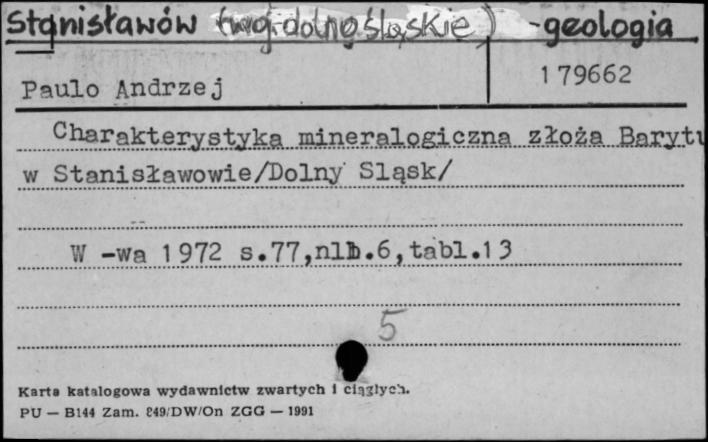 Stanisławów (woj. dolnośląskie) - geologia
Paulo Andrzej
179662
Charakterystyka mineralogiczna złoża Barytu
w Stanisławowie/Dolny Sląsk/
W -wa 1972 s.77,nlb.6,tabl.13
5
Karta katalogowa wydawnictw zwartych i ciągłych.
PU — B144 Zam. 849/DW/On ZGG — 1991